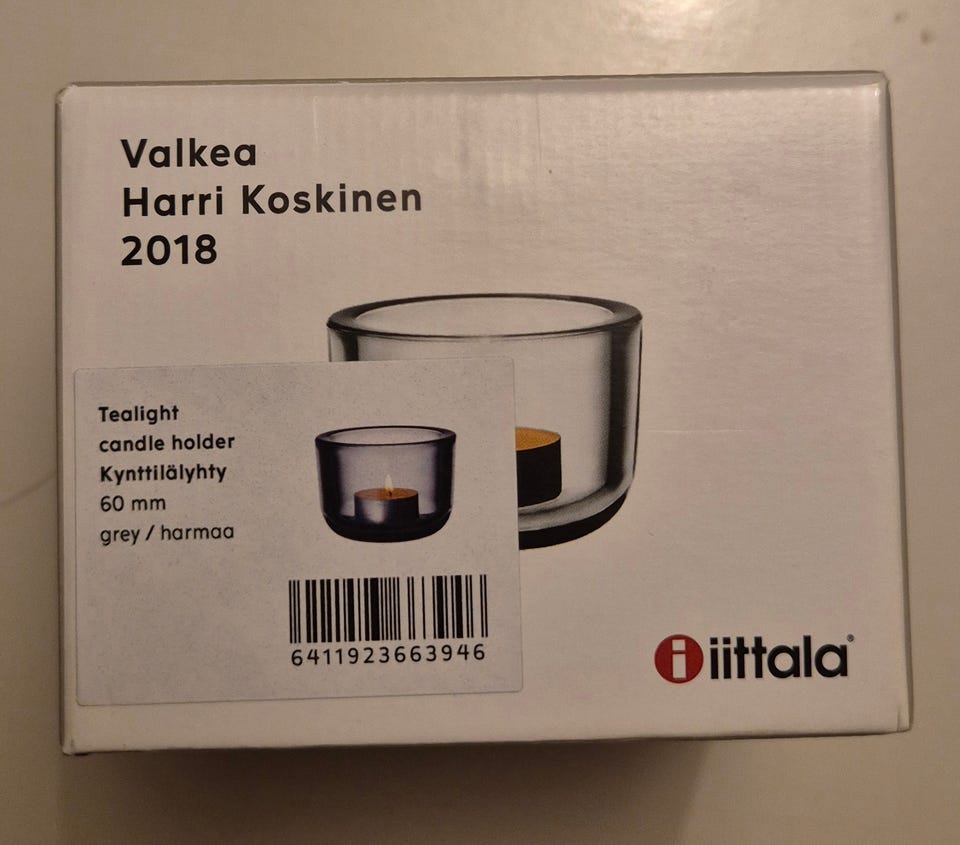 Valkea
Harri Koskinen
2018
Tealight
candle holder
Kynttilälyhty
60 mm
grey / harmaa
6411923663946
i iittala®